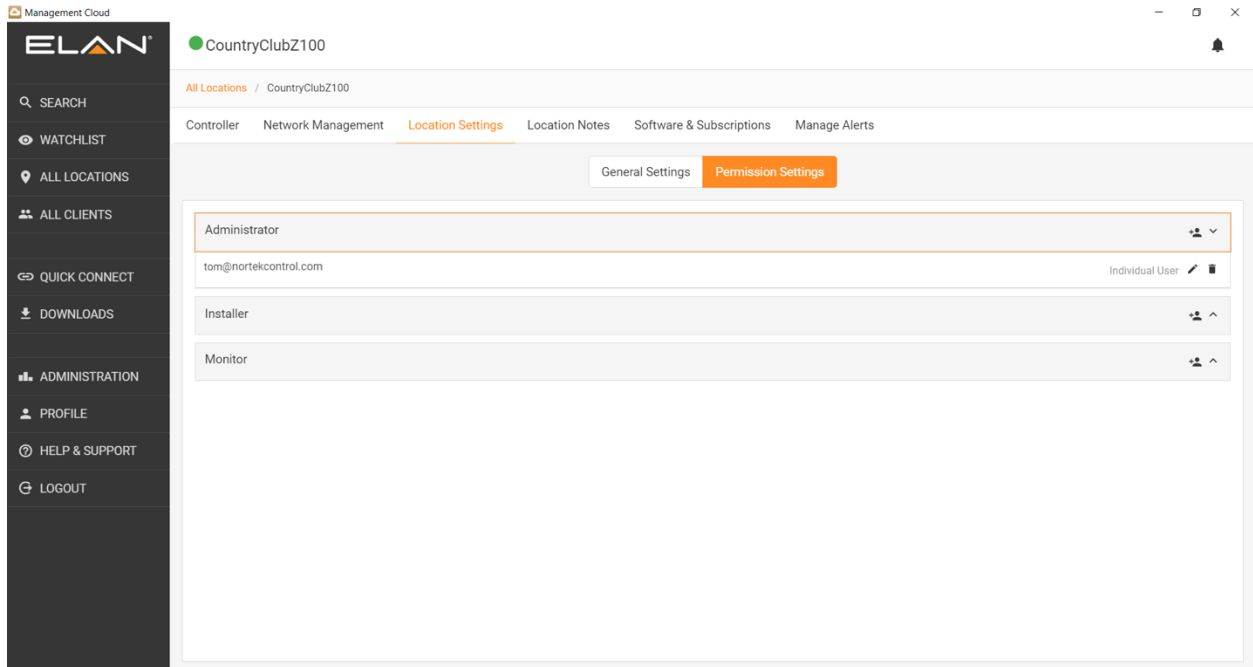 Management Cloud
ELAN
CountryClubZ100
All Locations / CountryClubZ100
SEARCH
WATCHLIST
ALL LOCATIONS
ALL CLIENTS
QUICK CONNECT
DOWNLOADS
ADMINISTRATION
PROFILE
HELP & SUPPORT
LOGOUT
Controller Network Management Location Settings Location Notes Software & Subscriptions Manage Alerts
General Settings Permission Settings
Administrator
tom@nortekcontrol.com Individual User
Installer
Monitor